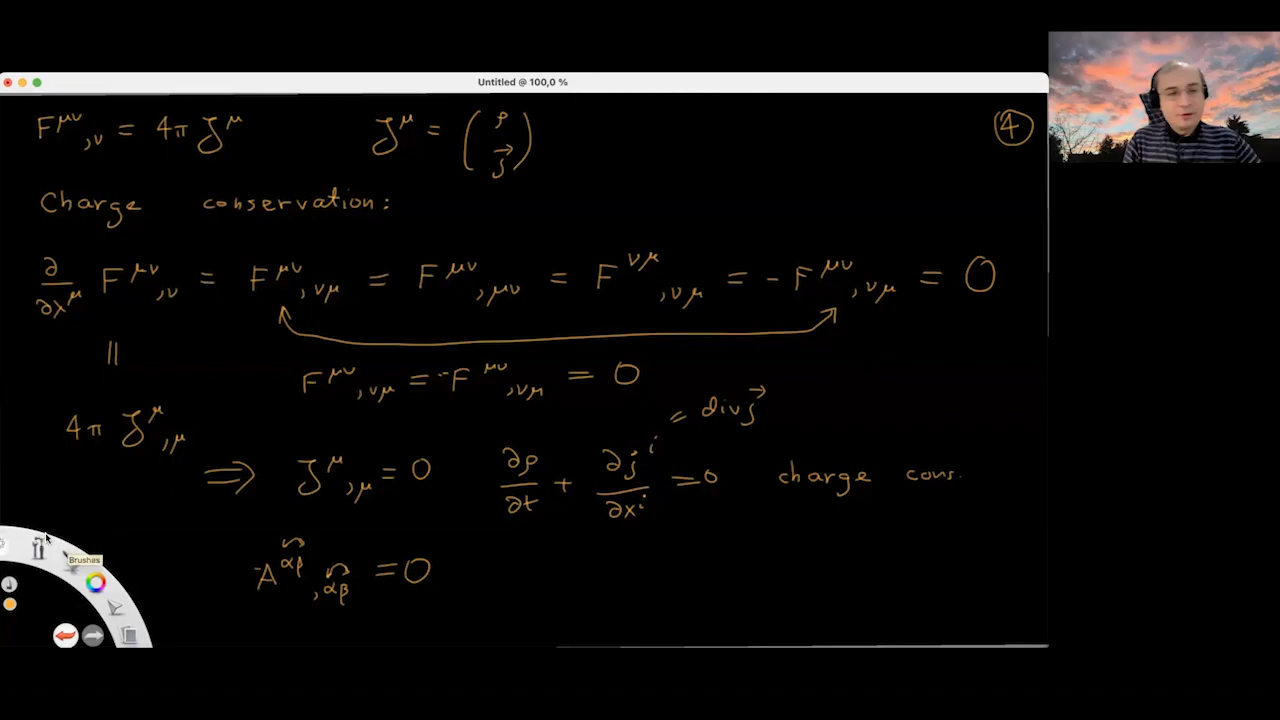 Untitled @ 100,0 %
F^{μν}_{,ν} = 4π J^μ    J^μ = (ρ j⃗)    ④
Charge conservation:
∂/∂x^μ F^{μν}_{,ν} = F^{μν}_{,νμ} = F^{μν}_{,μν} = F^{νμ}_{,νμ} = -F^{μν}_{,νμ} = 0
||
F^{μν}_{,νμ} = -F^{μν}_{,νμ} = 0
= div j⃗
4π J^μ_{,μ}
⇒ J^μ_{,μ} = 0    ∂ρ/∂t + ∂j^i/∂x^i = 0    charge cons.
Brushes
A^{αβ}_{,αβ} = 0